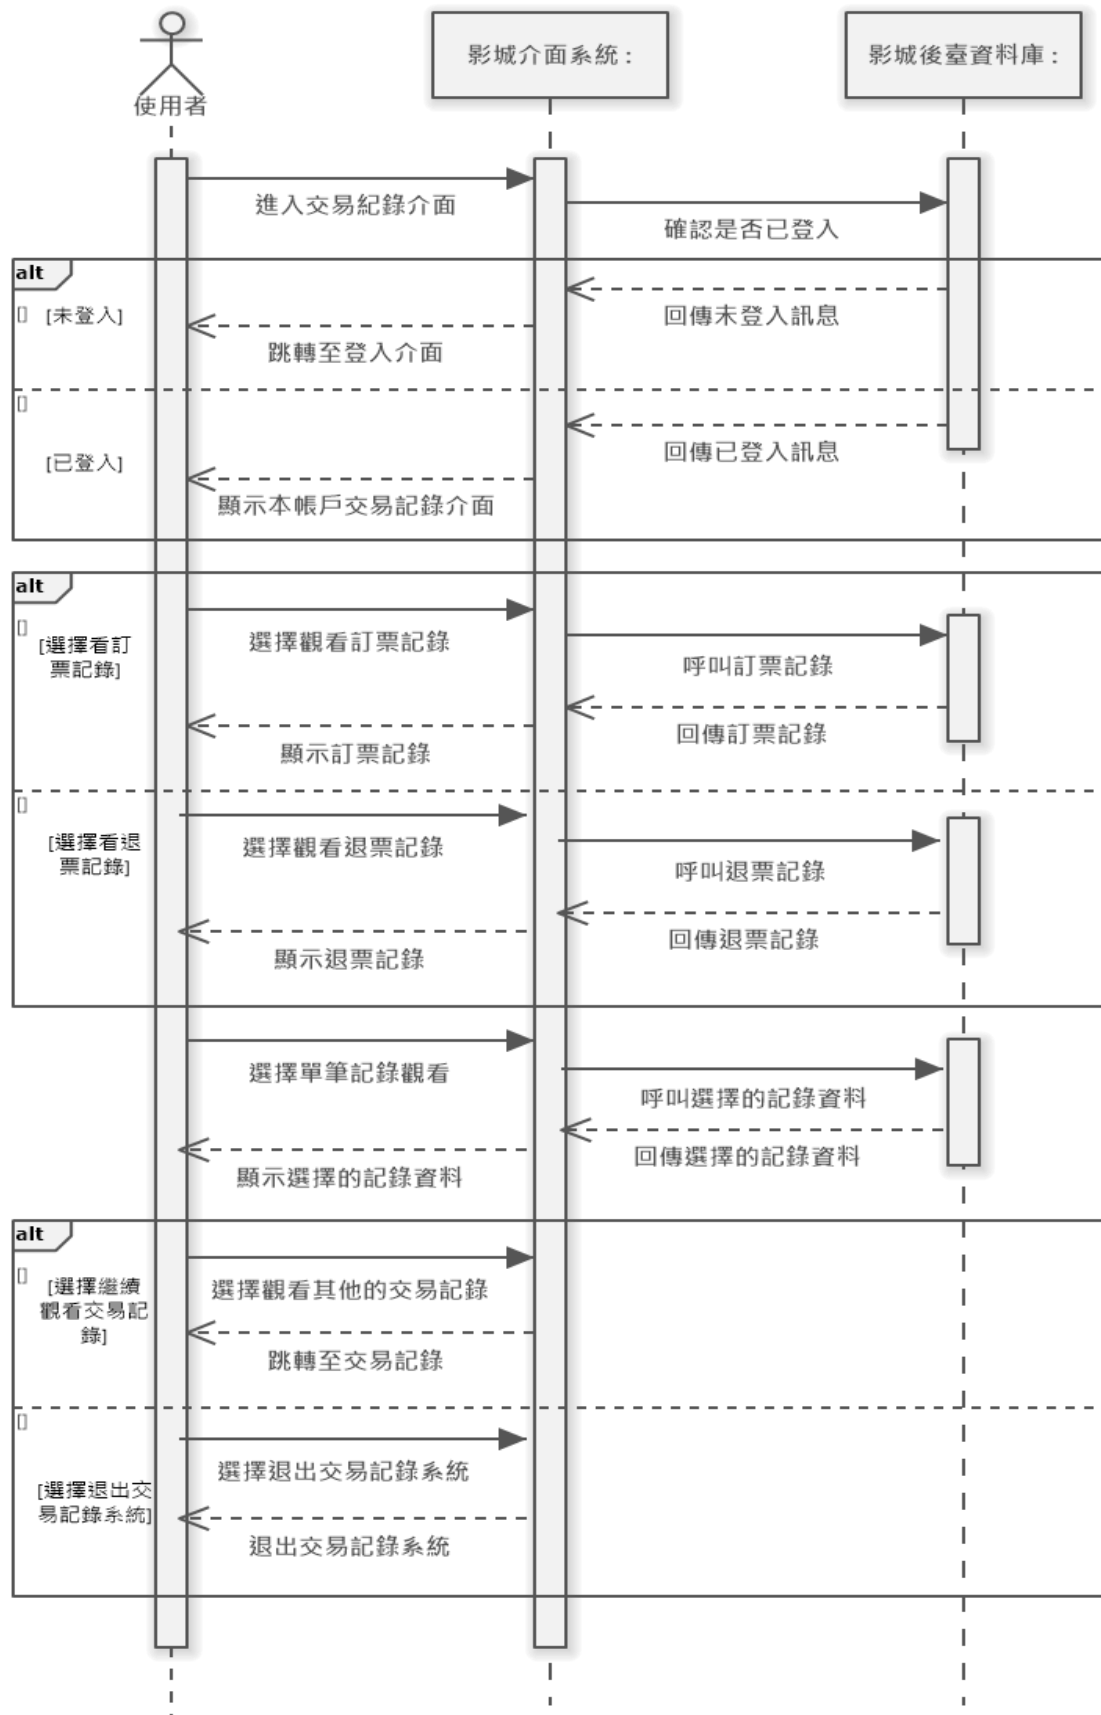 使用者
影城介面系統 :
影城後臺資料庫 :
進入交易紀錄介面
確認是否已登入
alt
[] [未登入]
回傳未登入訊息
跳轉至登入介面
[]
[已登入]
回傳已登入訊息
顯示本帳戶交易記錄介面
alt
[]
[選擇看訂
票記錄]
選擇觀看訂票記錄
呼叫訂票記錄
回傳訂票記錄
顯示訂票記錄
[]
[選擇看退
票記錄]
選擇觀看退票記錄
呼叫退票記錄
回傳退票記錄
顯示退票記錄
選擇單筆記錄觀看
呼叫選擇的記錄資料
回傳選擇的記錄資料
顯示選擇的記錄資料
alt
[]
[選擇繼續
觀看交易記
錄]
選擇觀看其他的交易記錄
跳轉至交易記錄
[]
[選擇退出交
易記錄系統]
選擇退出交易記錄系統
退出交易記錄系統